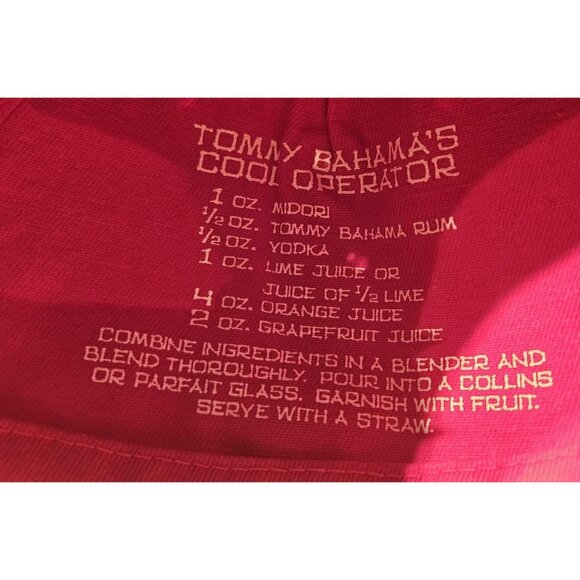 TOMMY BAHAMA'S
COOL OPERATOR
1 OZ. MIDORI
1/2 OZ. TOMMY BAHAMA RUM
1/2 OZ. VODKA
1 OZ. LIME JUICE OR
JUICE OF 1/2 LIME
4 OZ. ORANGE JUICE
2 OZ. GRAPEFRUIT JUICE
COMBINE INGREDIENTS IN A BLENDER AND
BLEND THOROUGHLY. POUR INTO A COLLINS
OR PARFAIT GLASS. GARNISH WITH FRUIT.
SERVE WITH A STRAW.